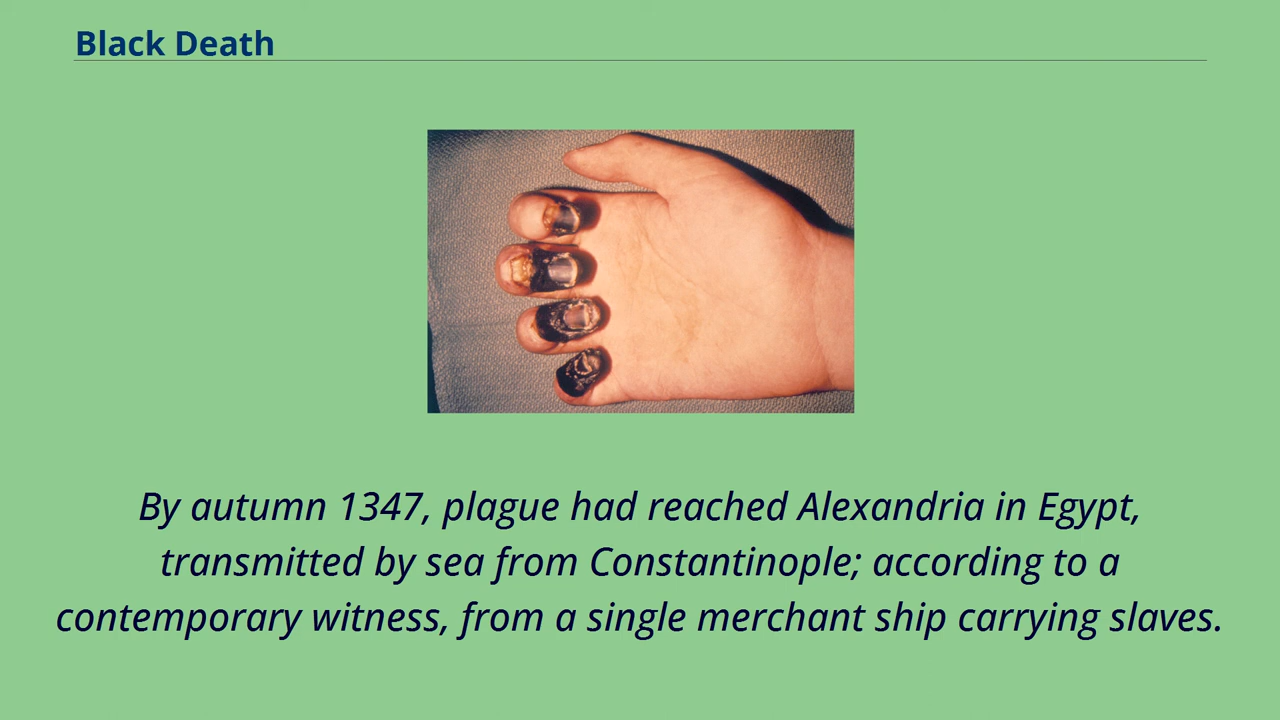 Black Death
By autumn 1347, plague had reached Alexandria in Egypt,
transmitted by sea from Constantinople; according to a
contemporary witness, from a single merchant ship carrying slaves.